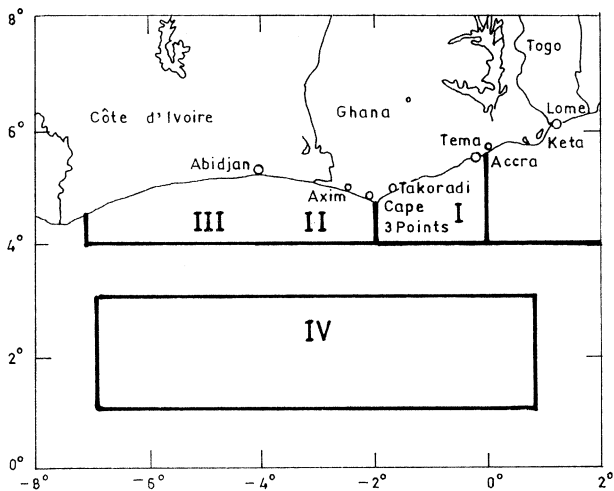 8°
Togo
Lome
Ghana
Côte d'Ivoire
6°
Tema
Keta
Abidjan
Accra
Axim
Takoradi
Cape
3 Points
III
II
I
4°
IV
2°
0°
-8°
-6°
-4°
-2°
0°
2°